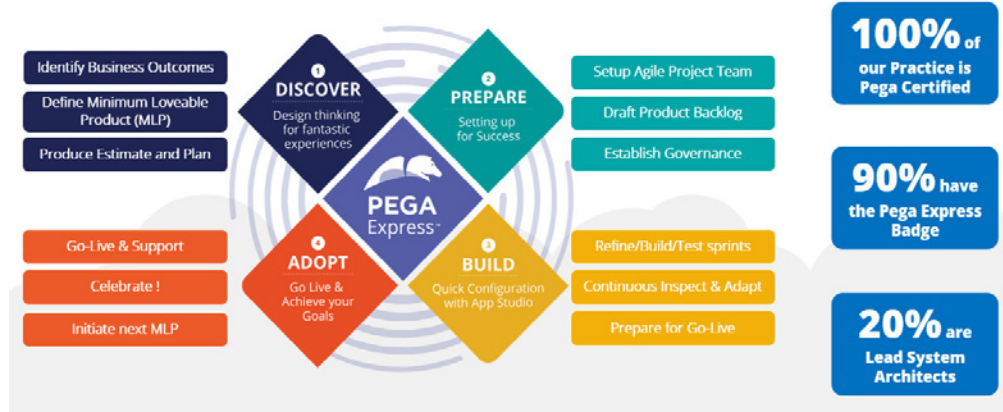 Identify Business Outcomes
Define Minimum Loveable
Product (MLP)
Produce Estimate and Plan
1
DISCOVER
Design thinking
for fantastic
experiences
2
PREPARE
Setting up
for Success
Setup Agile Project Team
Draft Product Backlog
Establish Governance
PEGA
Express™
Go-Live & Support
Celebrate !
Initiate next MLP
4
ADOPT
Go Live &
Achieve your
Goals
3
BUILD
Quick Configuration
with App Studio
Refine/Build/Test sprints
Continuous Inspect & Adapt
Prepare for Go-Live
100% of
our Practice is
Pega Certified
90% have
the Pega Express
Badge
20% are
Lead System
Architects